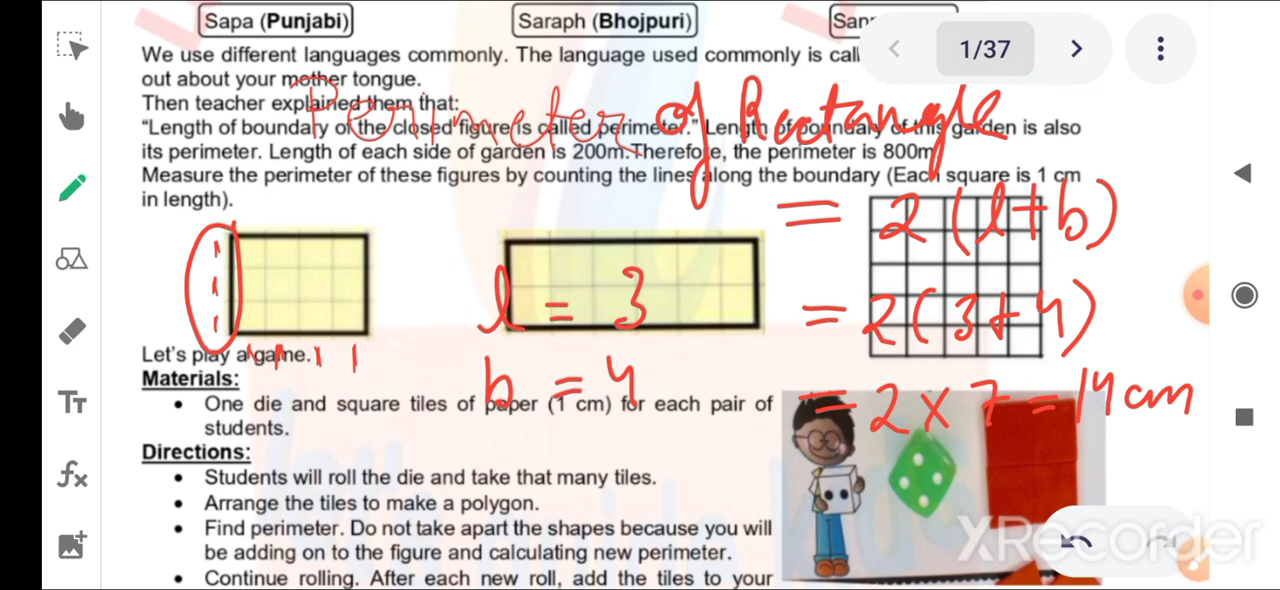 Sapa (Punjabi)
Saraph (Bhojpuri)
1/37
We use different languages commonly. The language used commonly is
out about your mother tongue.
Then teacher explained them that:
Perimeter of Rectangle
“Length of boundary of the closed figure is called perimeter.” Length of boundary of this garden is also
its perimeter. Length of each side of garden is 200m.Therefore, the perimeter is 800m
Measure the perimeter of these figures by counting the lines along the boundary (Each square is 1 cm
in length).
= 2 (l+b)
l = 3
= 2(3+4)
Let’s play a game.
b = 4
= 2 x 7 = 14 cm
Materials:
• One die and square tiles of paper (1 cm) for each pair of
students.
Directions:
• Students will roll the die and take that many tiles.
• Arrange the tiles to make a polygon.
• Find perimeter. Do not take apart the shapes because you will
be adding on to the figure and calculating new perimeter.
• Continue rolling. After each new roll, add the tiles to your
Tт
fx
XRecorder